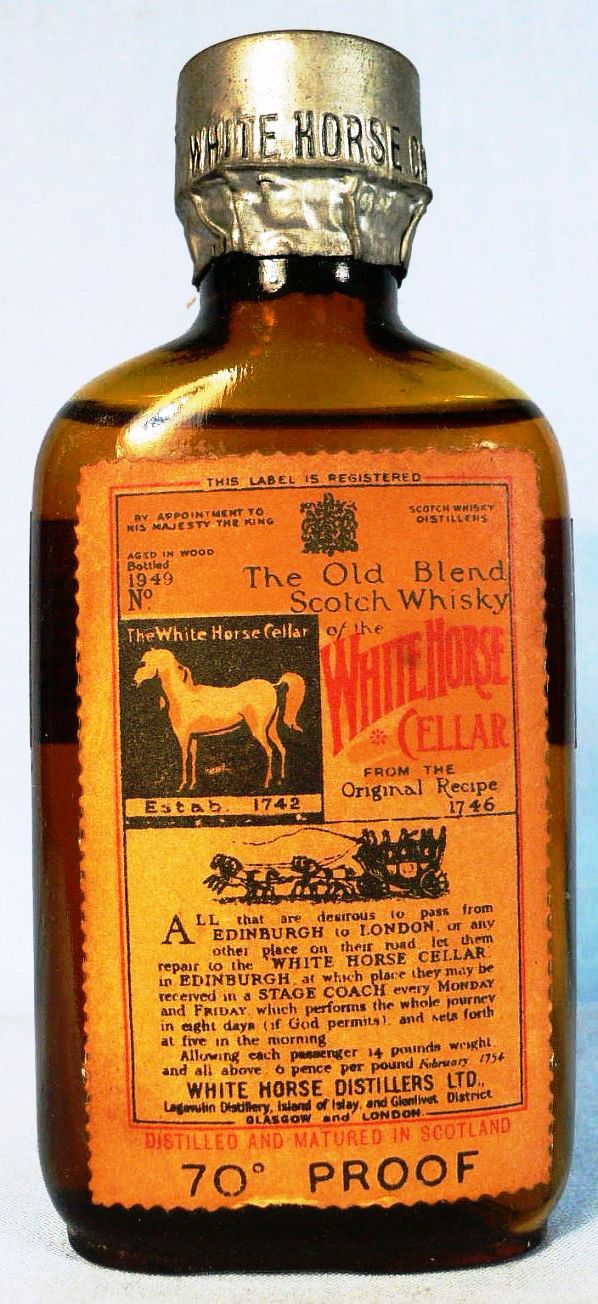 WHITE HORSE
THIS LABEL IS REGISTERED
BY APPOINTMENT TO
HIS MAJESTY THE KING
SCOTCH WHISKY
DISTILLERS
AGED IN WOOD
Bottled
1949
No.
The Old Blend
Scotch Whisky
of the
The White Horse Cellar
WHITE HORSE
CELLAR
FROM THE
Original Recipe
1746
Estab. 1742
ALL that are desirous to pass from
EDINBURGH to LONDON, or any
other place on their road, let them
repair to the WHITE HORSE CELLAR
in EDINBURGH, at which place they may be
received in a STAGE COACH every MONDAY
and FRIDAY, which performs the whole journey
in eight days (if God permits), and sets forth
at five in the morning
Allowing each passenger 14 pounds weight,
and all above, 6 pence per pound February 1754
WHITE HORSE DISTILLERS LTD.,
Lagavulin Distillery, Island of Islay, and Glenlivet District
GLASGOW and LONDON.
DISTILLED AND MATURED IN SCOTLAND
70° PROOF